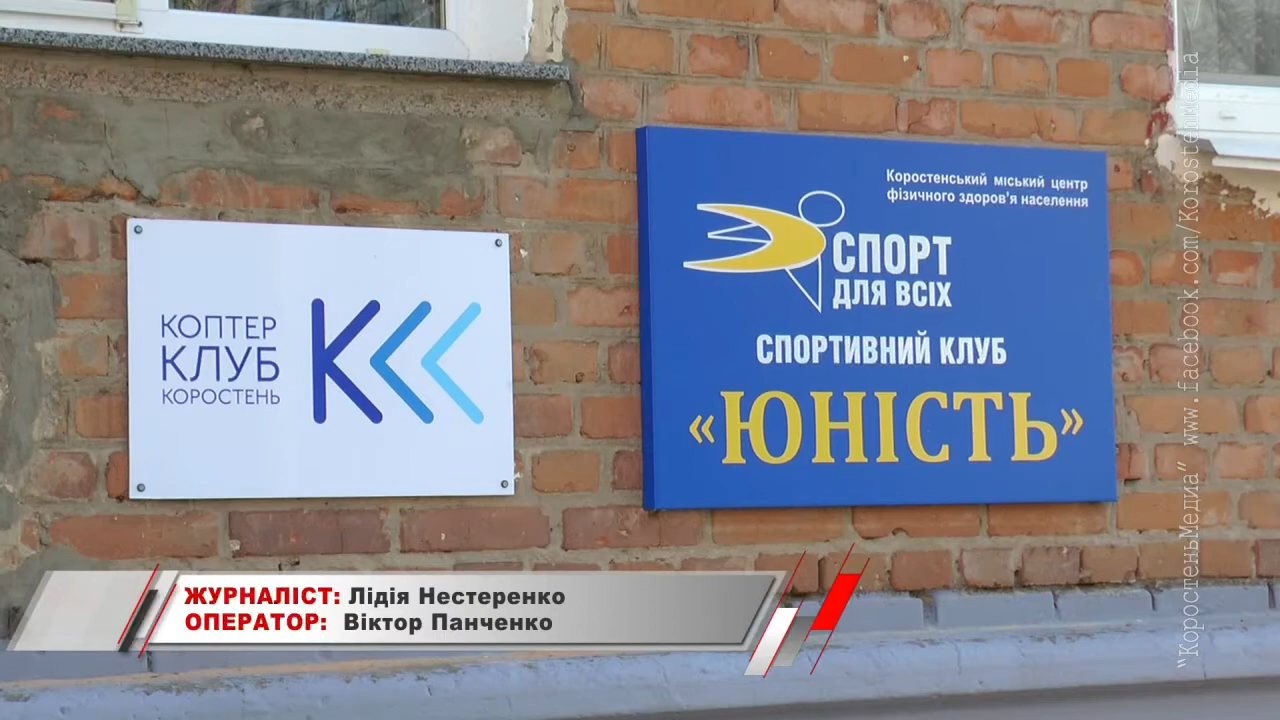 КОПТЕР
КЛУБ
КОРОСТЕНЬ
Коростенський міський центр
фізичного здоров'я населення
СПОРТ
ДЛЯ ВСІХ
СПОРТИВНИЙ КЛУБ
«ЮНІСТЬ»
ЖУРНАЛІСТ: Лідія Нестеренко
ОПЕРАТОР: Віктор Панченко
"КоростеньМедиа" www.facebook.com/KorostenMedia